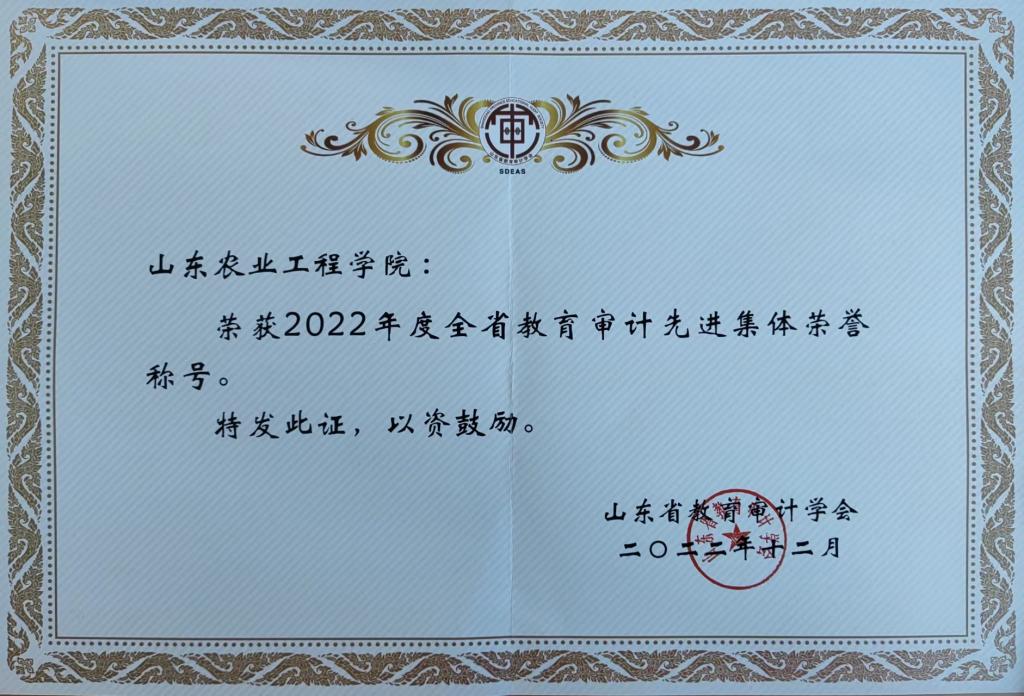 審
SDEAS
山东农业工程学院：
荣获2022年度全省教育审计先进集体荣誉
称号。
特发此证，以资鼓励。
山东省教育审计学会
二〇二二年十二月